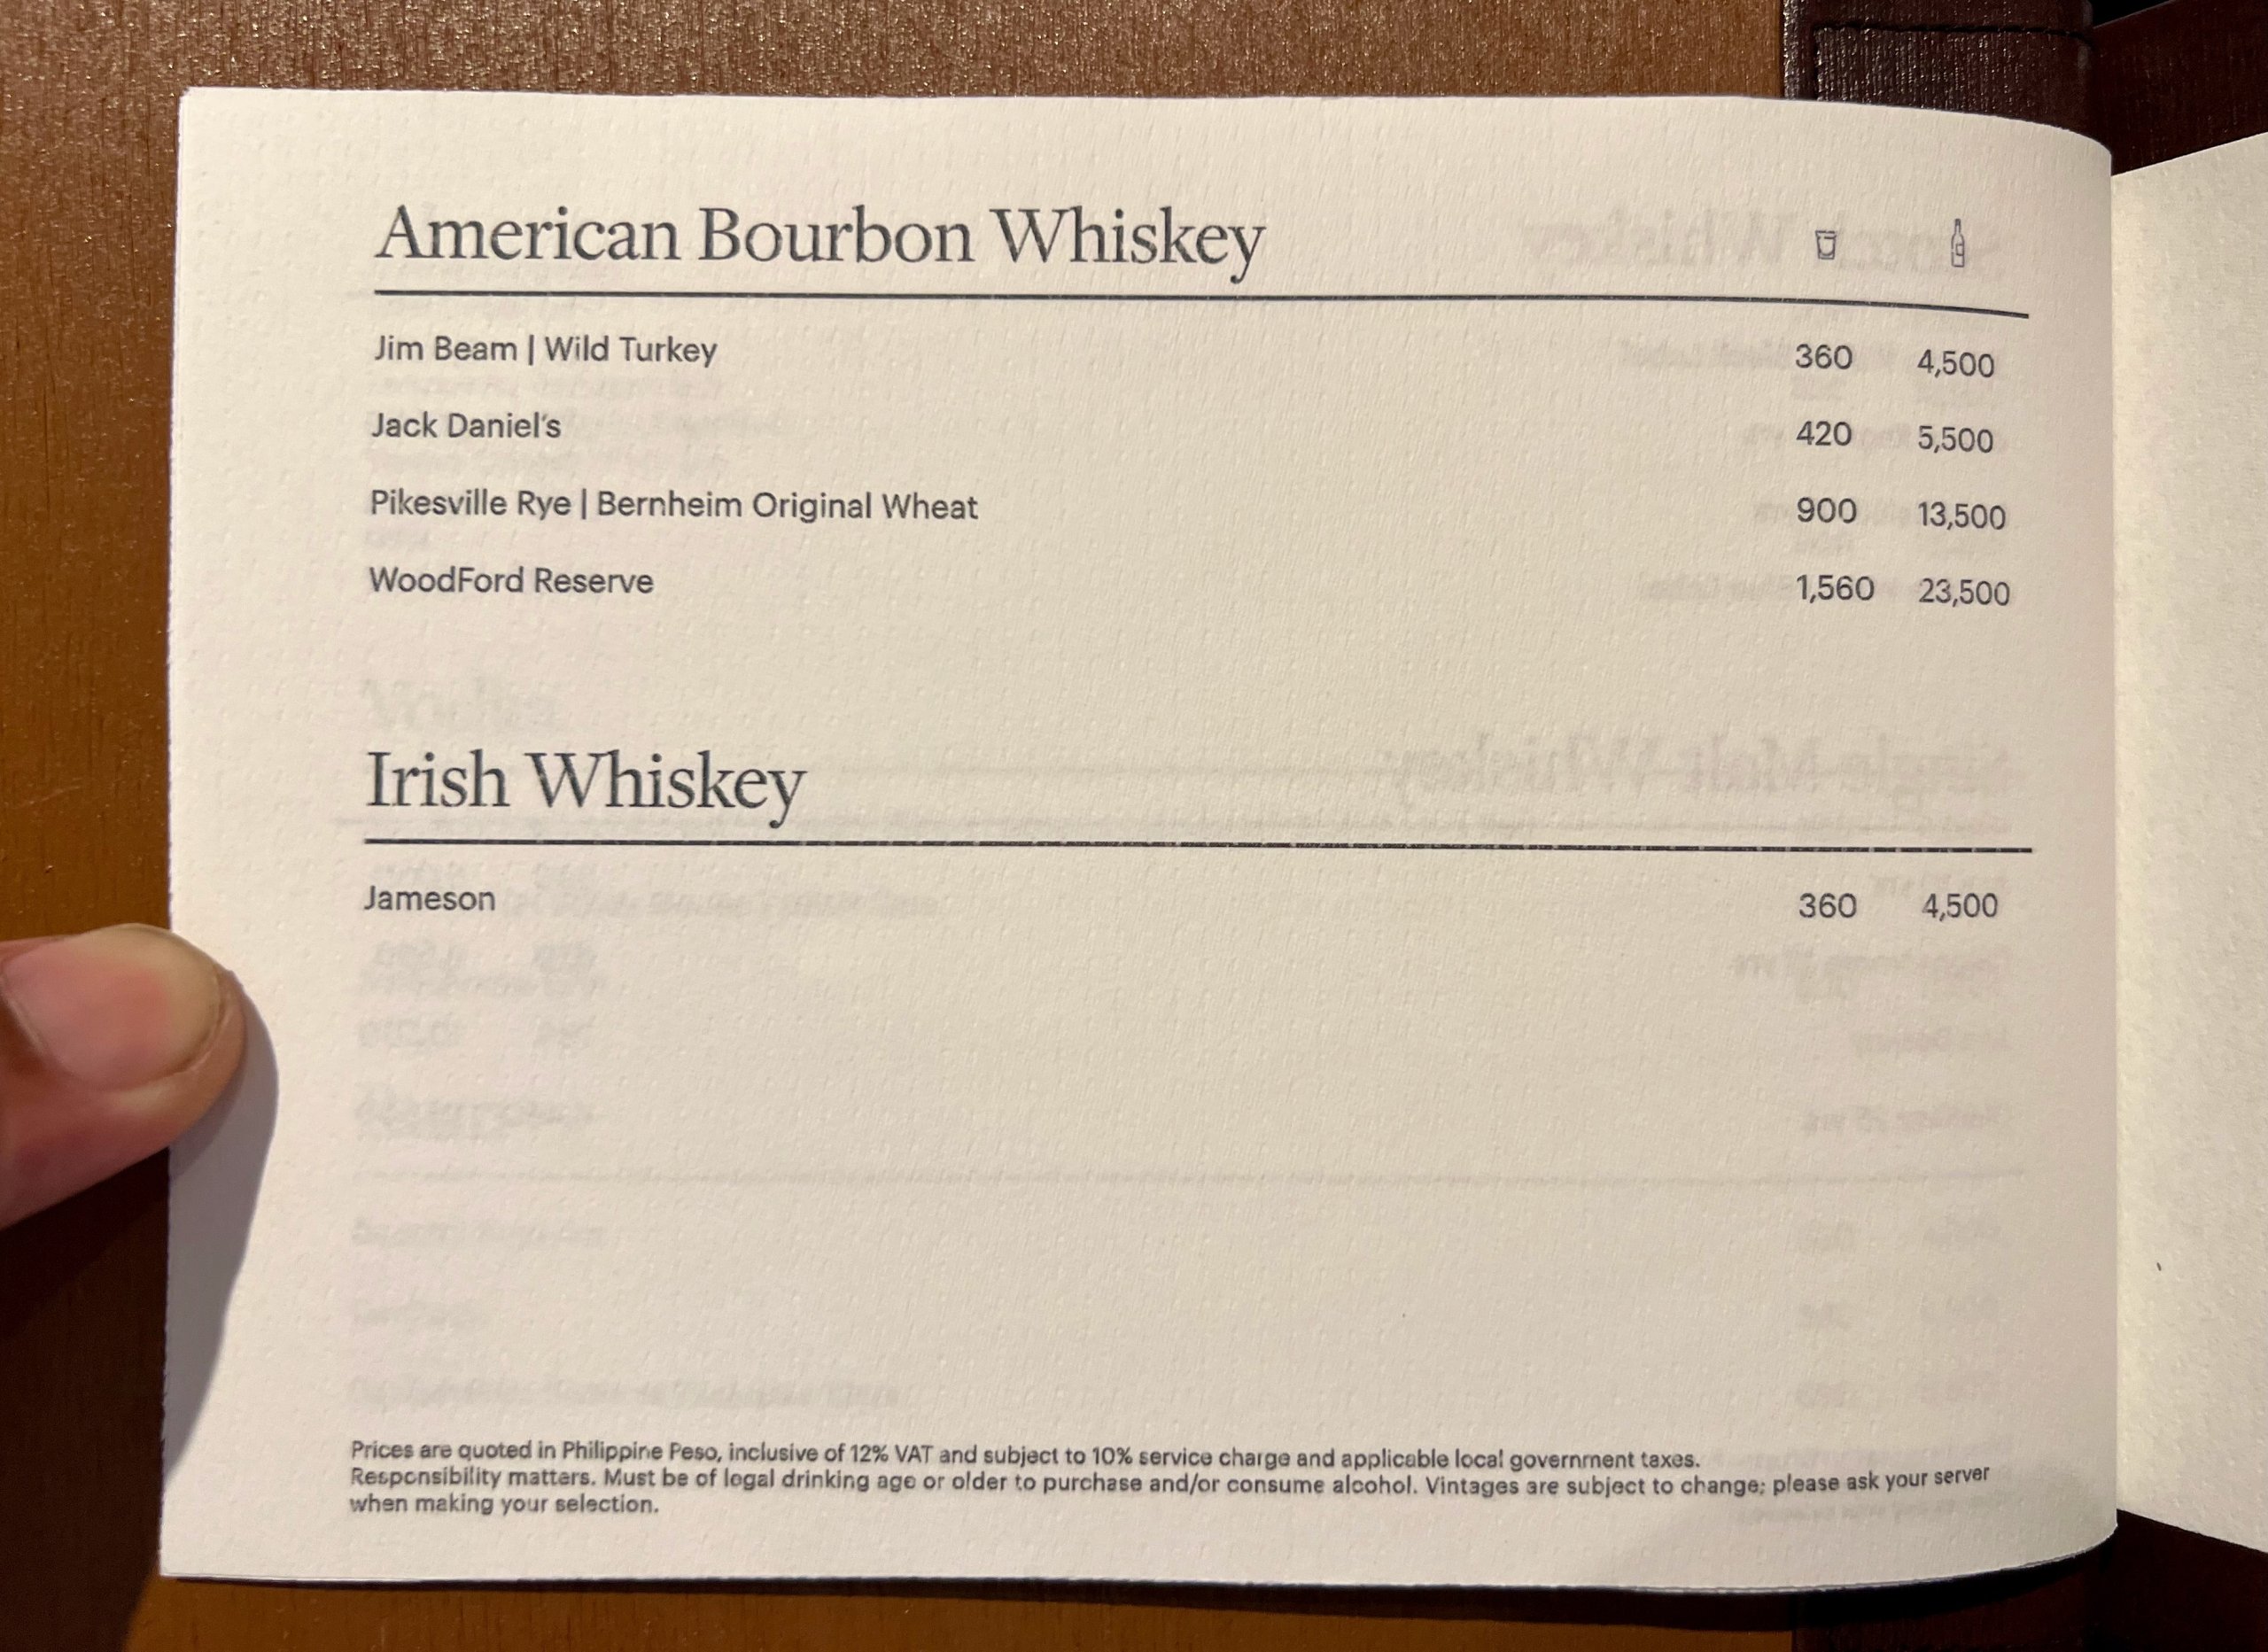 American Bourbon Whiskey
Jim Beam | Wild Turkey 360 4,500
Jack Daniel's 420 5,500
Pikesville Rye | Bernheim Original Wheat 900 13,500
WoodFord Reserve 1,560 23,500
Irish Whiskey
Jameson 360 4,500
Prices are quoted in Philippine Peso, inclusive of 12% VAT and subject to 10% service charge and applicable local government taxes.
Responsibility matters. Must be of legal drinking age or older to purchase and/or consume alcohol. Vintages are subject to change; please ask your server
when making your selection.